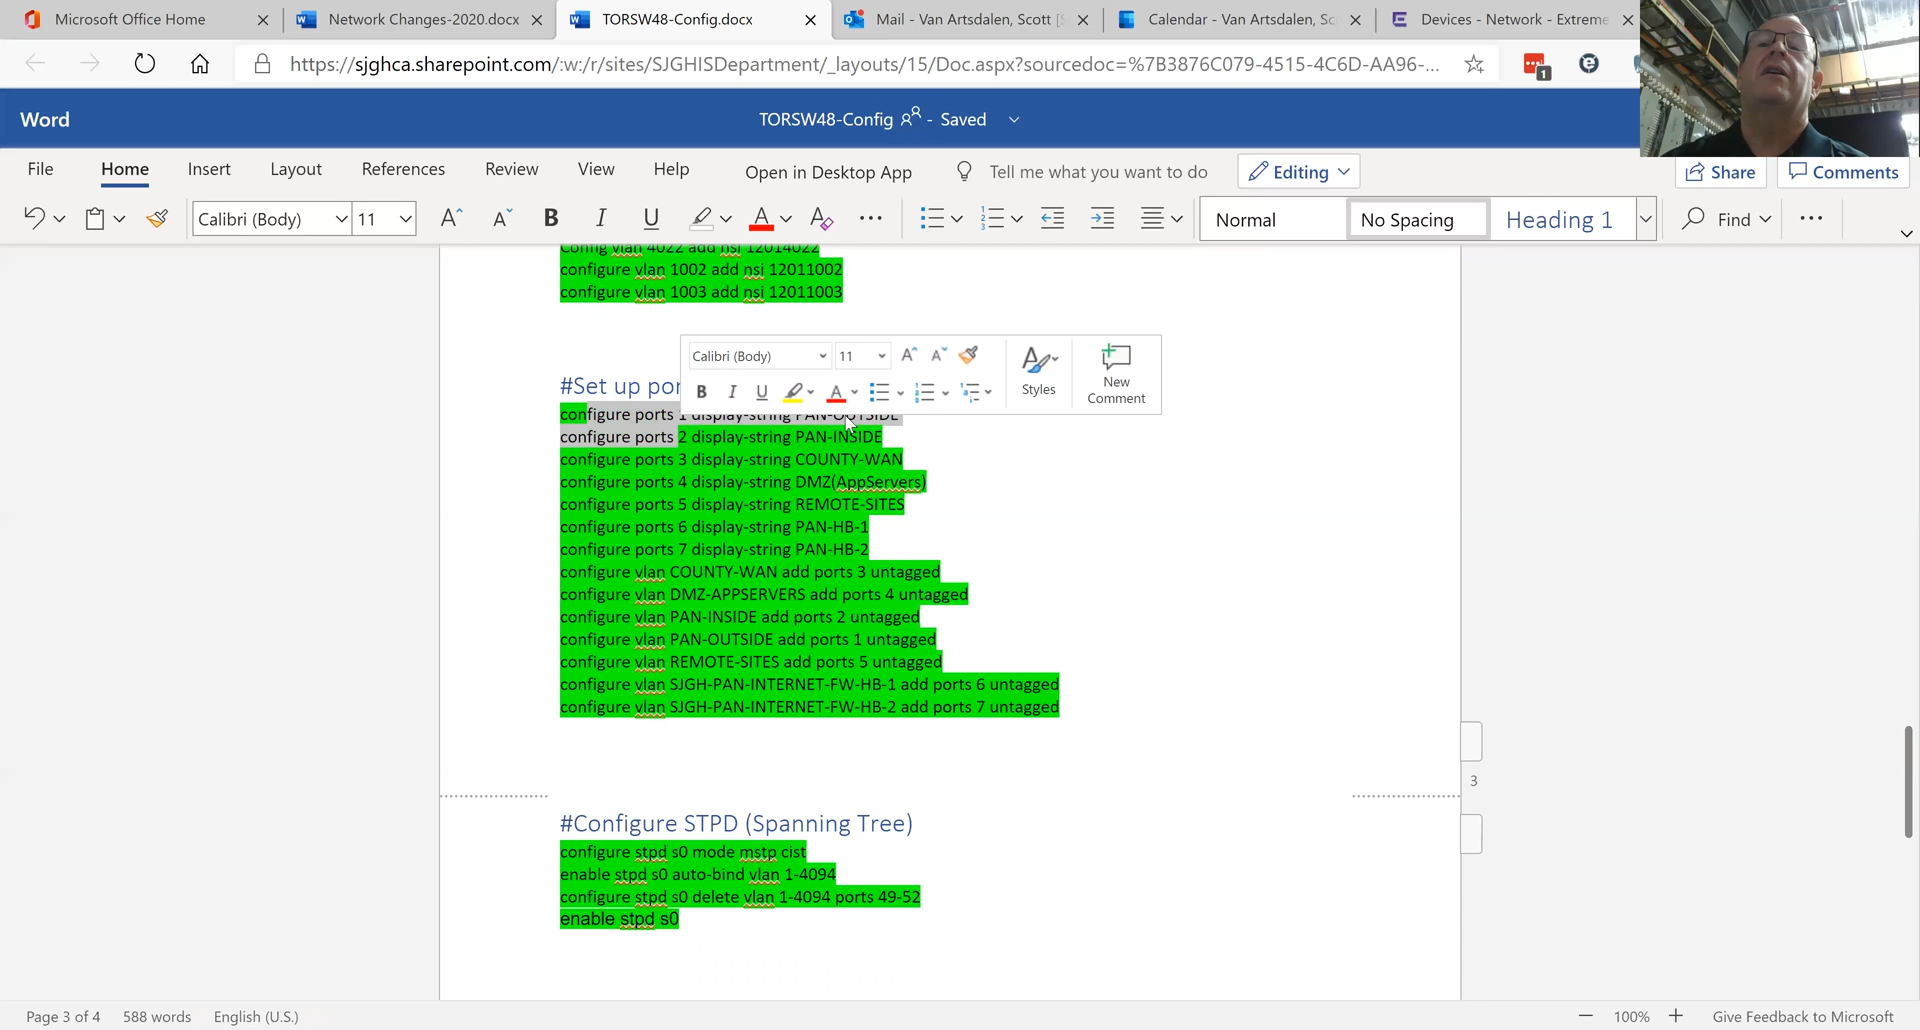 Microsoft Office Home
Network Changes-2020.docx
TORSW48-Config.docx
Mail - Van Artsdalen, Scott [S
Calendar - Van Artsdalen, Sc
Devices - Network - Extreme
https://sjghca.sharepoint.com/:w:/r/sites/SJGHISDepartment/_layouts/15/Doc.aspx?sourcedoc=%7B3876C079-4515-4C6D-AA96-...
1
Word
TORSW48-Config - Saved
File Home Insert Layout References Review View Help Open in Desktop App Tell me what you want to do Editing Share Comments
Calibri (Body) 11 B I U A Normal No Spacing Heading 1 Find
Config vlan 4022 add nsi 12014022
configure vlan 1002 add nsi 12011002
configure vlan 1003 add nsi 12011003
Calibri (Body) 11
B I U A Styles New Comment
#Set up por
configure ports 1 display-string PAN-OUTSIDE
configure ports 2 display-string PAN-INSIDE
configure ports 3 display-string COUNTY-WAN
configure ports 4 display-string DMZ(AppServers)
configure ports 5 display-string REMOTE-SITES
configure ports 6 display-string PAN-HB-1
configure ports 7 display-string PAN-HB-2
configure vlan COUNTY-WAN add ports 3 untagged
configure vlan DMZ-APPSERVERS add ports 4 untagged
configure vlan PAN-INSIDE add ports 2 untagged
configure vlan PAN-OUTSIDE add ports 1 untagged
configure vlan REMOTE-SITES add ports 5 untagged
configure vlan SJGH-PAN-INTERNET-FW-HB-1 add ports 6 untagged
configure vlan SJGH-PAN-INTERNET-FW-HB-2 add ports 7 untagged
3
#Configure STPD (Spanning Tree)
configure stpd s0 mode mstp cist
enable stpd s0 auto-bind vlan 1-4094
configure stpd s0 delete vlan 1-4094 ports 49-52
enable stpd s0
Page 3 of 4 588 words English (U.S.) 100% Give Feedback to Microsoft